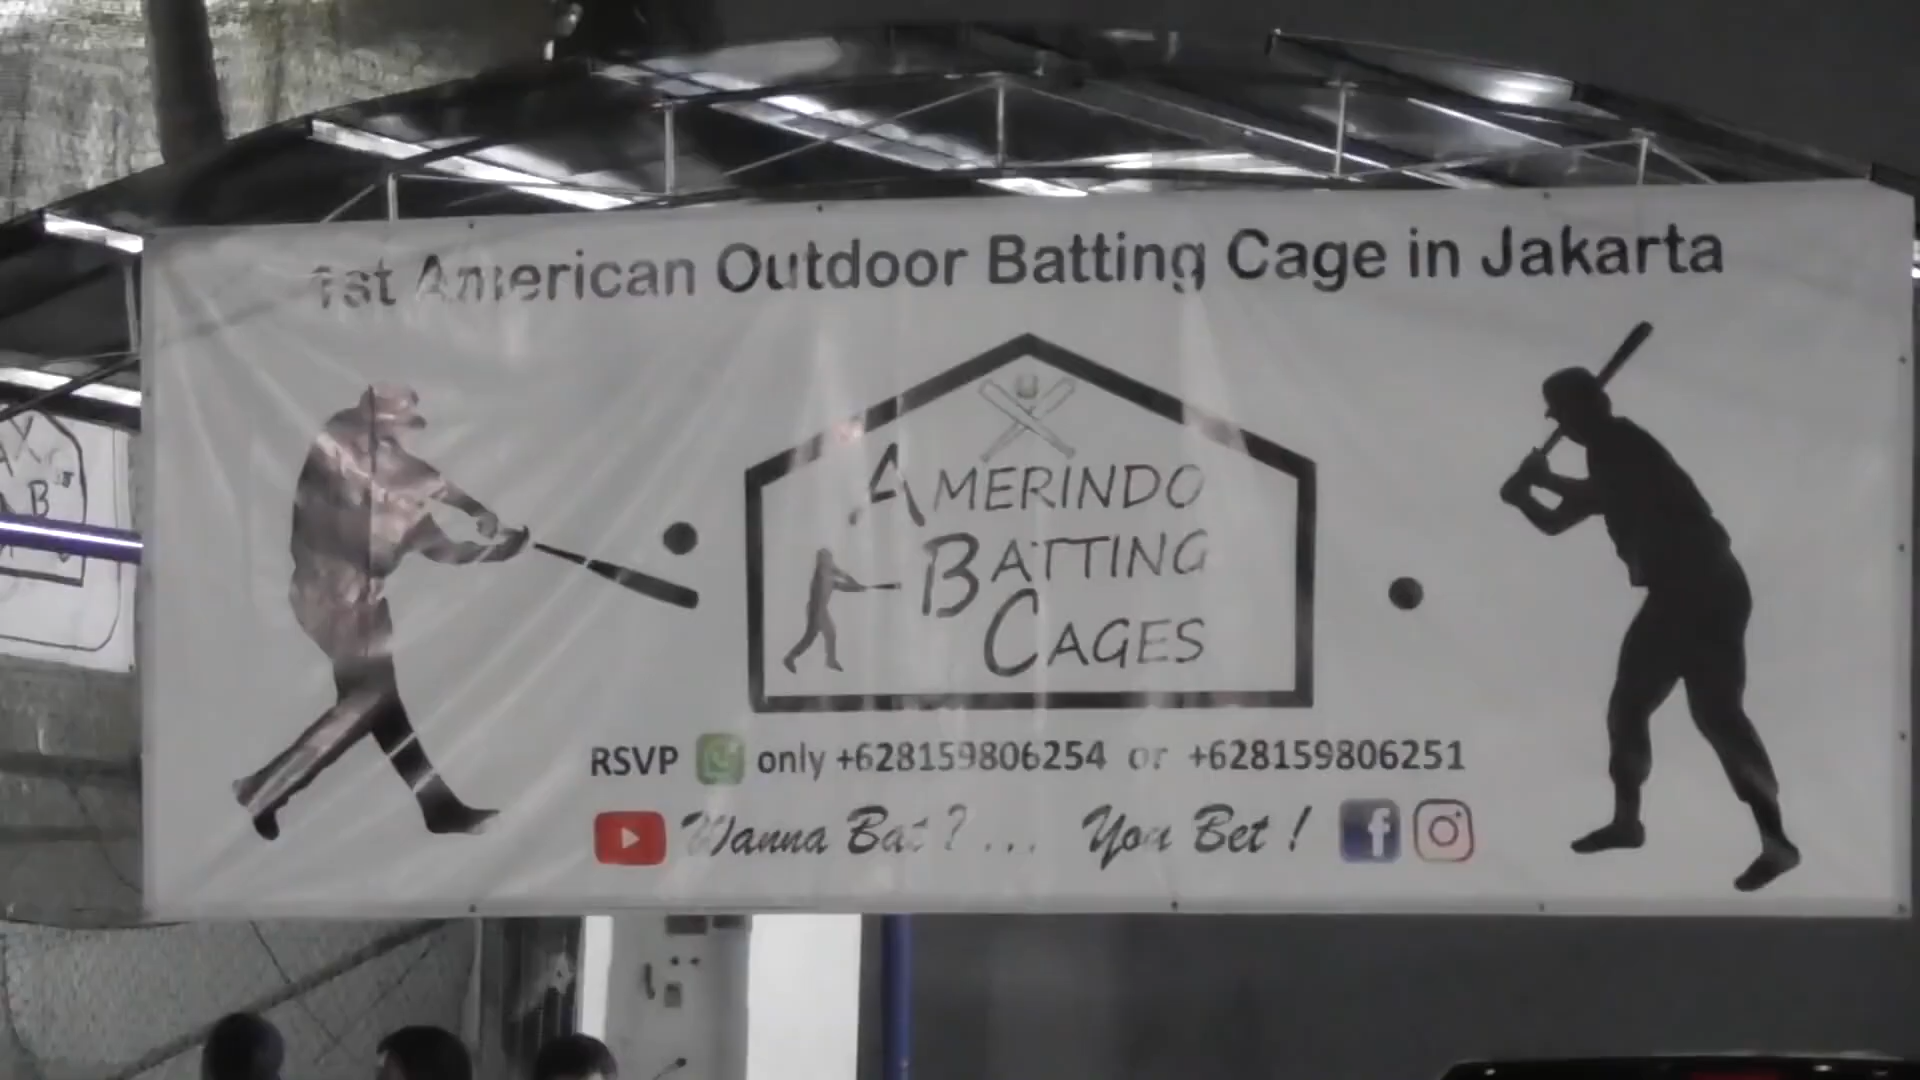 1st American Outdoor Batting Cage in Jakarta
AMERINDO
BATTING
CAGES
RSVP only +628159806254 or +628159806251
Wanna Bat ? ... You Bet !